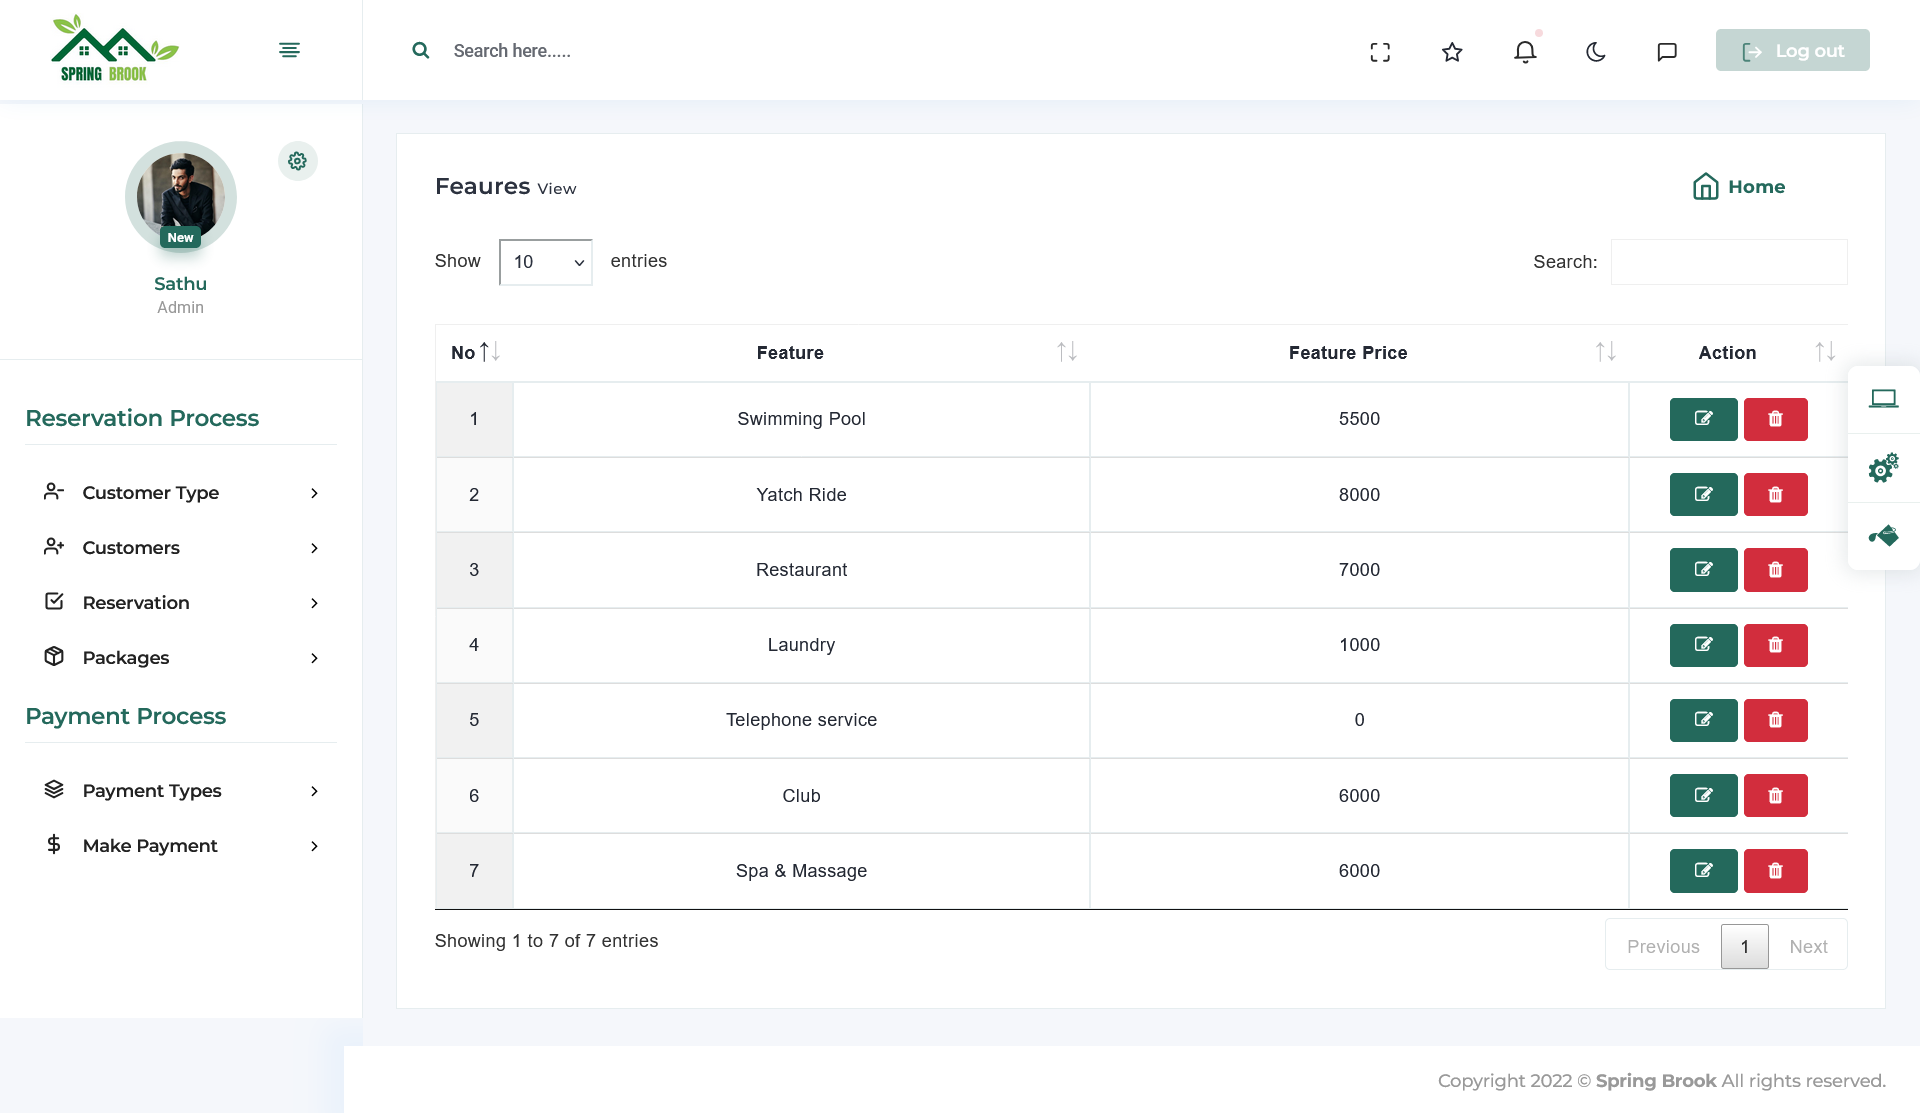 SPRING BROOK
Search here.....
Log out
New
Sathu
Admin
Reservation Process
Customer Type
Customers
Reservation
Packages
Payment Process
Payment Types
Make Payment
Feaures View
Home
Show 10 entries
Search:
No Feature Feature Price Action
1 Swimming Pool 5500
2 Yatch Ride 8000
3 Restaurant 7000
4 Laundry 1000
5 Telephone service 0
6 Club 6000
7 Spa & Massage 6000
Showing 1 to 7 of 7 entries
Previous 1 Next
Copyright 2022 © Spring Brook All rights reserved.